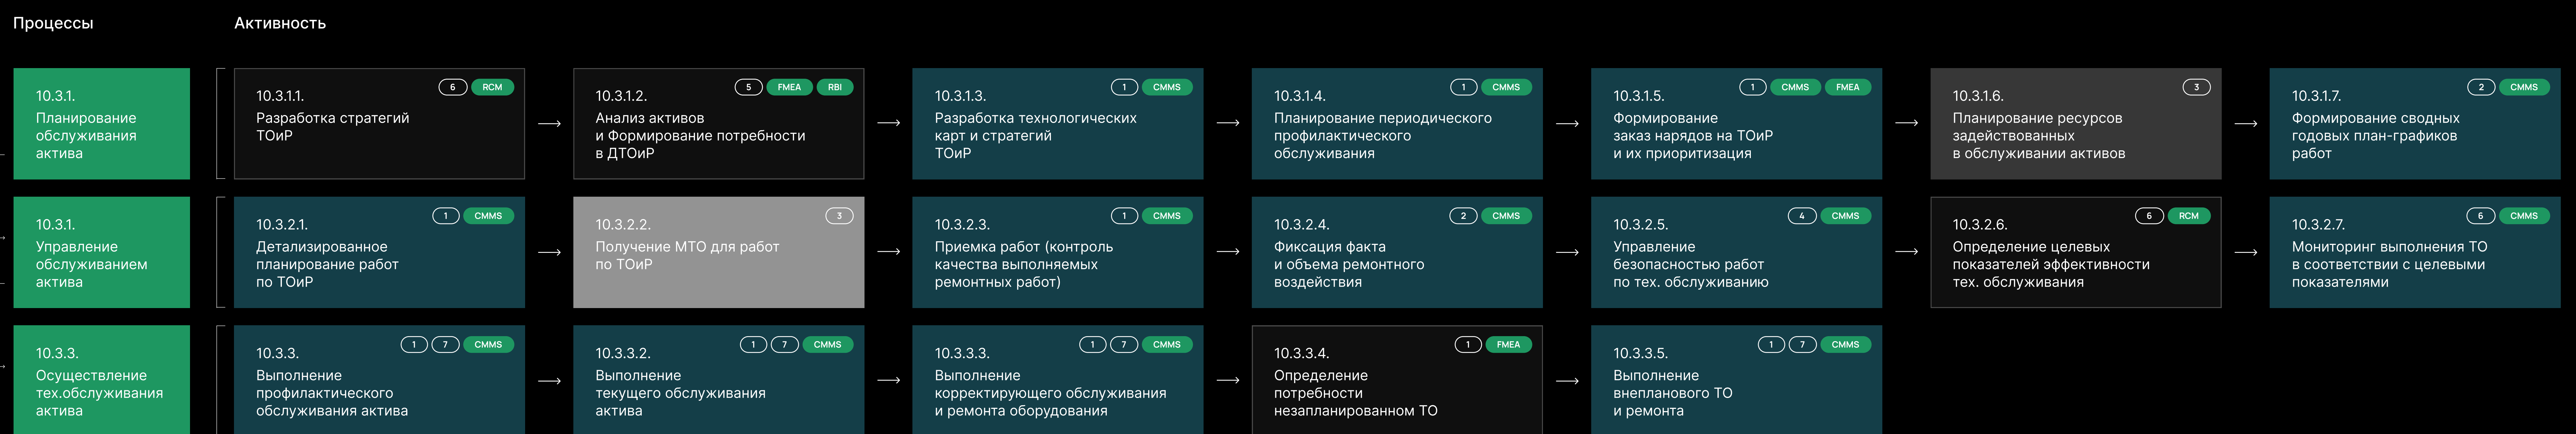 Процессы
Активность
10.3.1.
Планирование
обслуживания
актива
6 RCM
10.3.1.1.
Разработка стратегий
ТОиР
5 FMEA RBI
10.3.1.2.
Анализ активов
и Формирование потребности
в ДТОиР
1 CMMS
10.3.1.3.
Разработка технологических
карт и стратегий
ТОиР
1 CMMS
10.3.1.4.
Планирование периодического
профилактического
обслуживания
1 CMMS FMEA
10.3.1.5.
Формирование
заказ нарядов на ТОиР
и их приоритизация
3
10.3.1.6.
Планирование ресурсов
задействованных
в обслуживании активов
2 CMMS
10.3.1.7.
Формирование сводных
годовых план-графиков
работ
10.3.1.
Управление
обслуживанием
актива
1 CMMS
10.3.2.1.
Детализированное
планирование работ
по ТОиР
3
10.3.2.2.
Получение МТО для работ
по ТОиР
1 CMMS
10.3.2.3.
Приемка работ (контроль
качества выполняемых
ремонтных работ)
2 CMMS
10.3.2.4.
Фиксация факта
и объема ремонтного
воздействия
4 CMMS
10.3.2.5.
Управление
безопасностью работ
по тех. обслуживанию
6 RCM
10.3.2.6.
Определение целевых
показателей эффективности
тех. обслуживания
6 CMMS
10.3.2.7.
Мониторинг выполнения ТО
в соответствии с целевыми
показателями
10.3.3.
Осуществление
тех.обслуживания
актива
1 7 CMMS
10.3.3.
Выполнение
профилактического
обслуживания актива
1 7 CMMS
10.3.3.2.
Выполнение
текущего обслуживания
актива
1 7 CMMS
10.3.3.3.
Выполнение
корректирующего обслуживания
и ремонта оборудования
1 FMEA
10.3.3.4.
Определение
потребности
незапланированном ТО
1 7 CMMS
10.3.3.5.
Выполнение
внепланового ТО
и ремонта